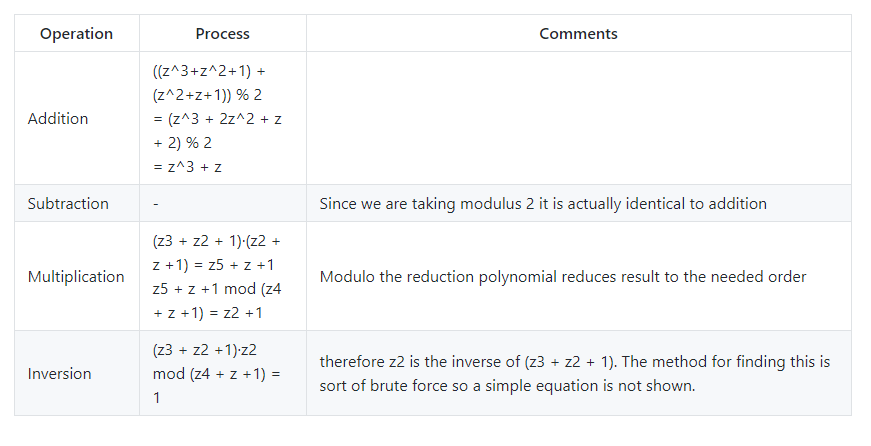 Operation Process Comments
Addition
((z^3+z^2+1) +
(z^2+z+1)) % 2
= (z^3 + 2z^2 + z
+ 2) % 2
= z^3 + z
Subtraction - Since we are taking modulus 2 it is actually identical to addition
Multiplication
(z3 + z2 + 1)·(z2 +
z +1) = z5 + z +1
z5 + z +1 mod (z4
+ z +1) = z2 +1
Modulo the reduction polynomial reduces result to the needed order
Inversion
(z3 + z2 +1)·z2
mod (z4 + z +1) =
1
therefore z2 is the inverse of (z3 + z2 + 1). The method for finding this is
sort of brute force so a simple equation is not shown.